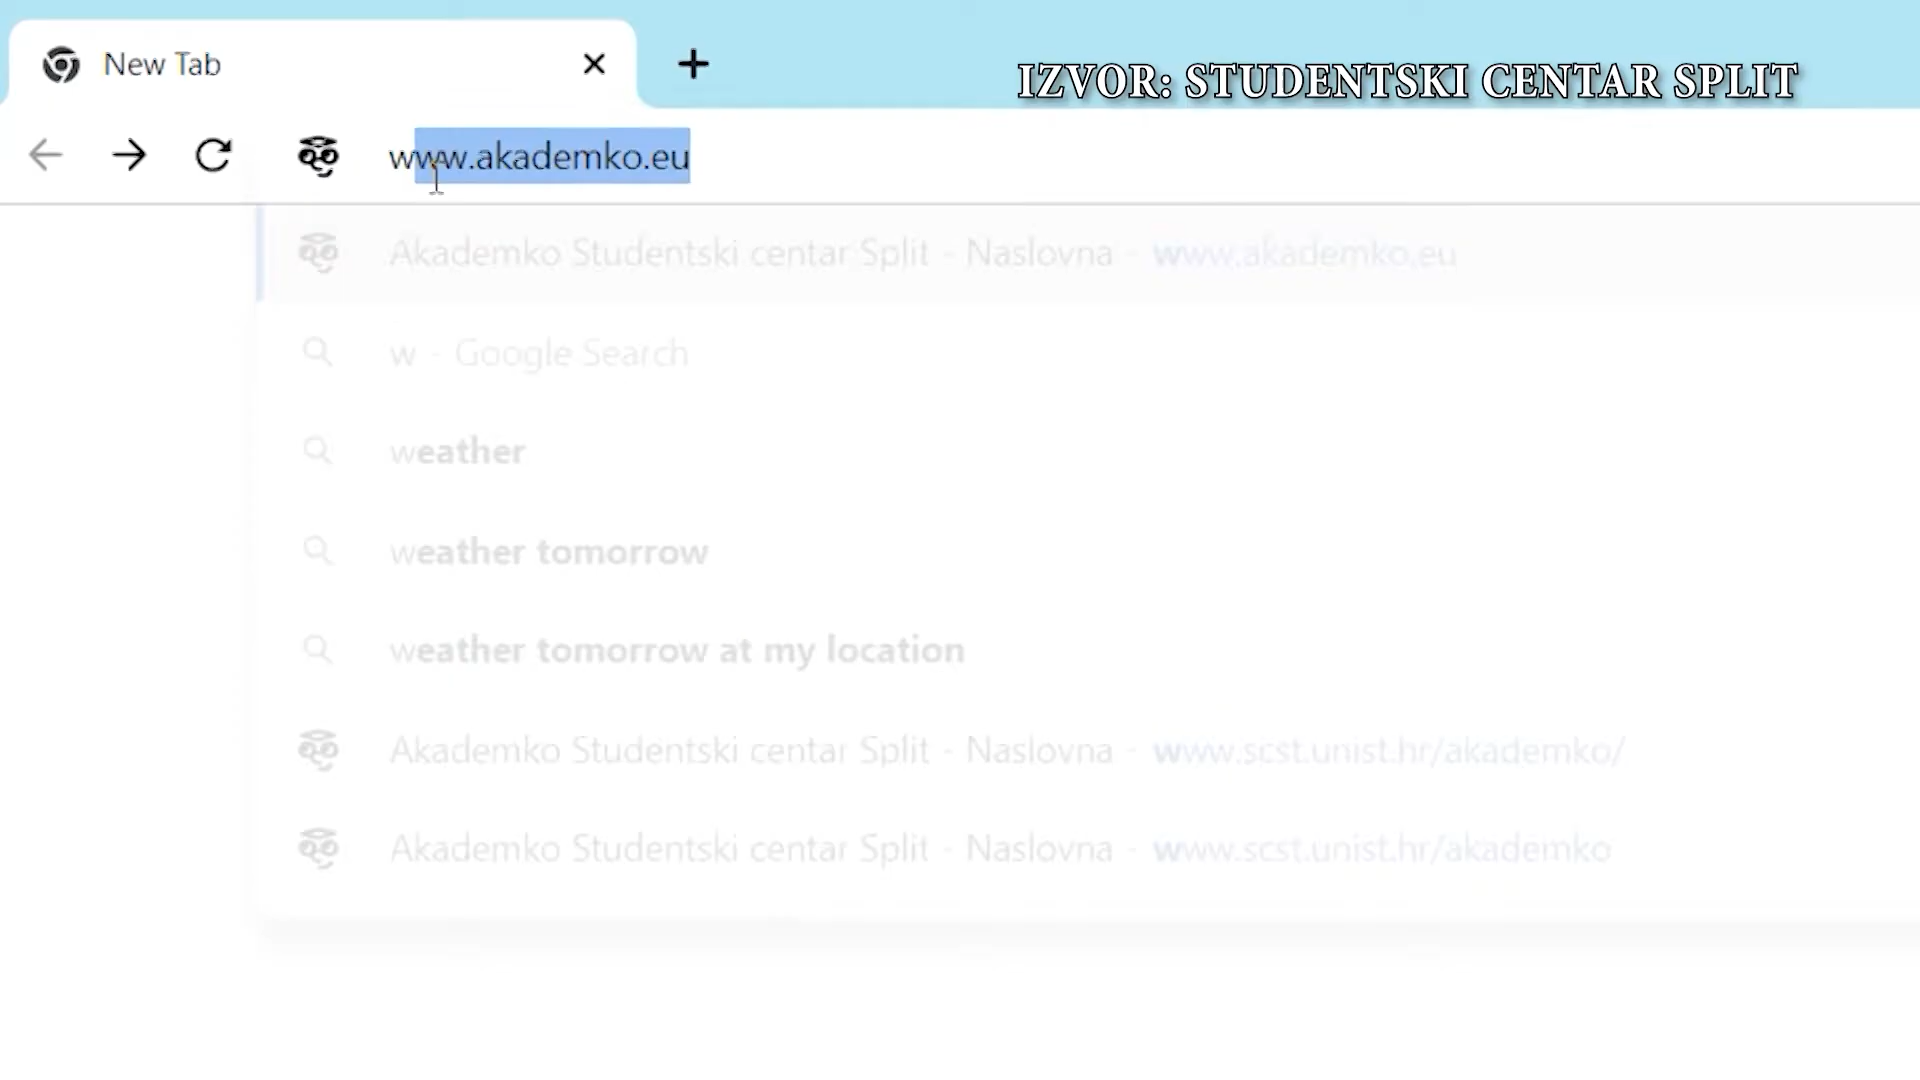 New Tab
IZVOR: STUDENTSKI CENTAR SPLIT
www.akademko.eu
Akademko Studentski centar Split - Naslovna - www.akademko.eu
w - Google Search
weather
weather tomorrow
weather tomorrow at my location
Akademko Studentski centar Split - Naslovna - www.scst.unist.hr/akademko/
Akademko Studentski centar Split - Naslovna - www.scst.unist.hr/akademko